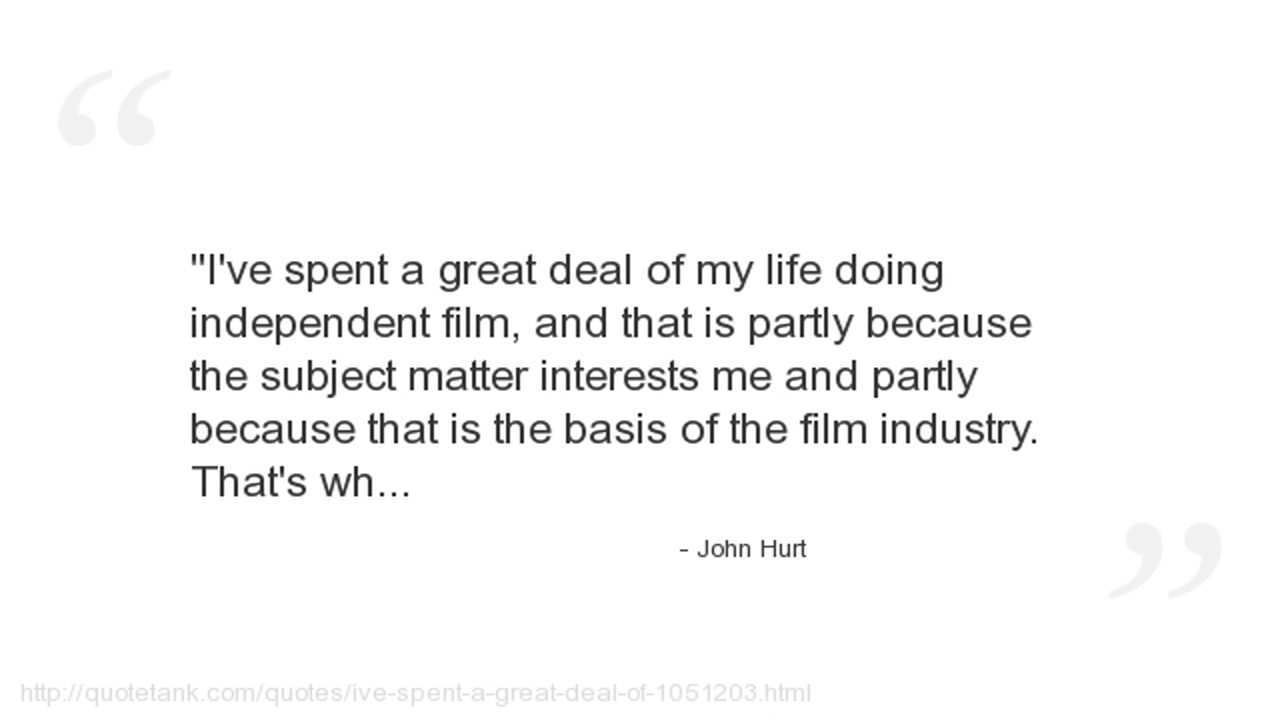 "I've spent a great deal of my life doing
independent film, and that is partly because
the subject matter interests me and partly
because that is the basis of the film industry.
That's wh...
- John Hurt
http://quotetank.com/quotes/ive-spent-a-great-deal-of-1051203.html